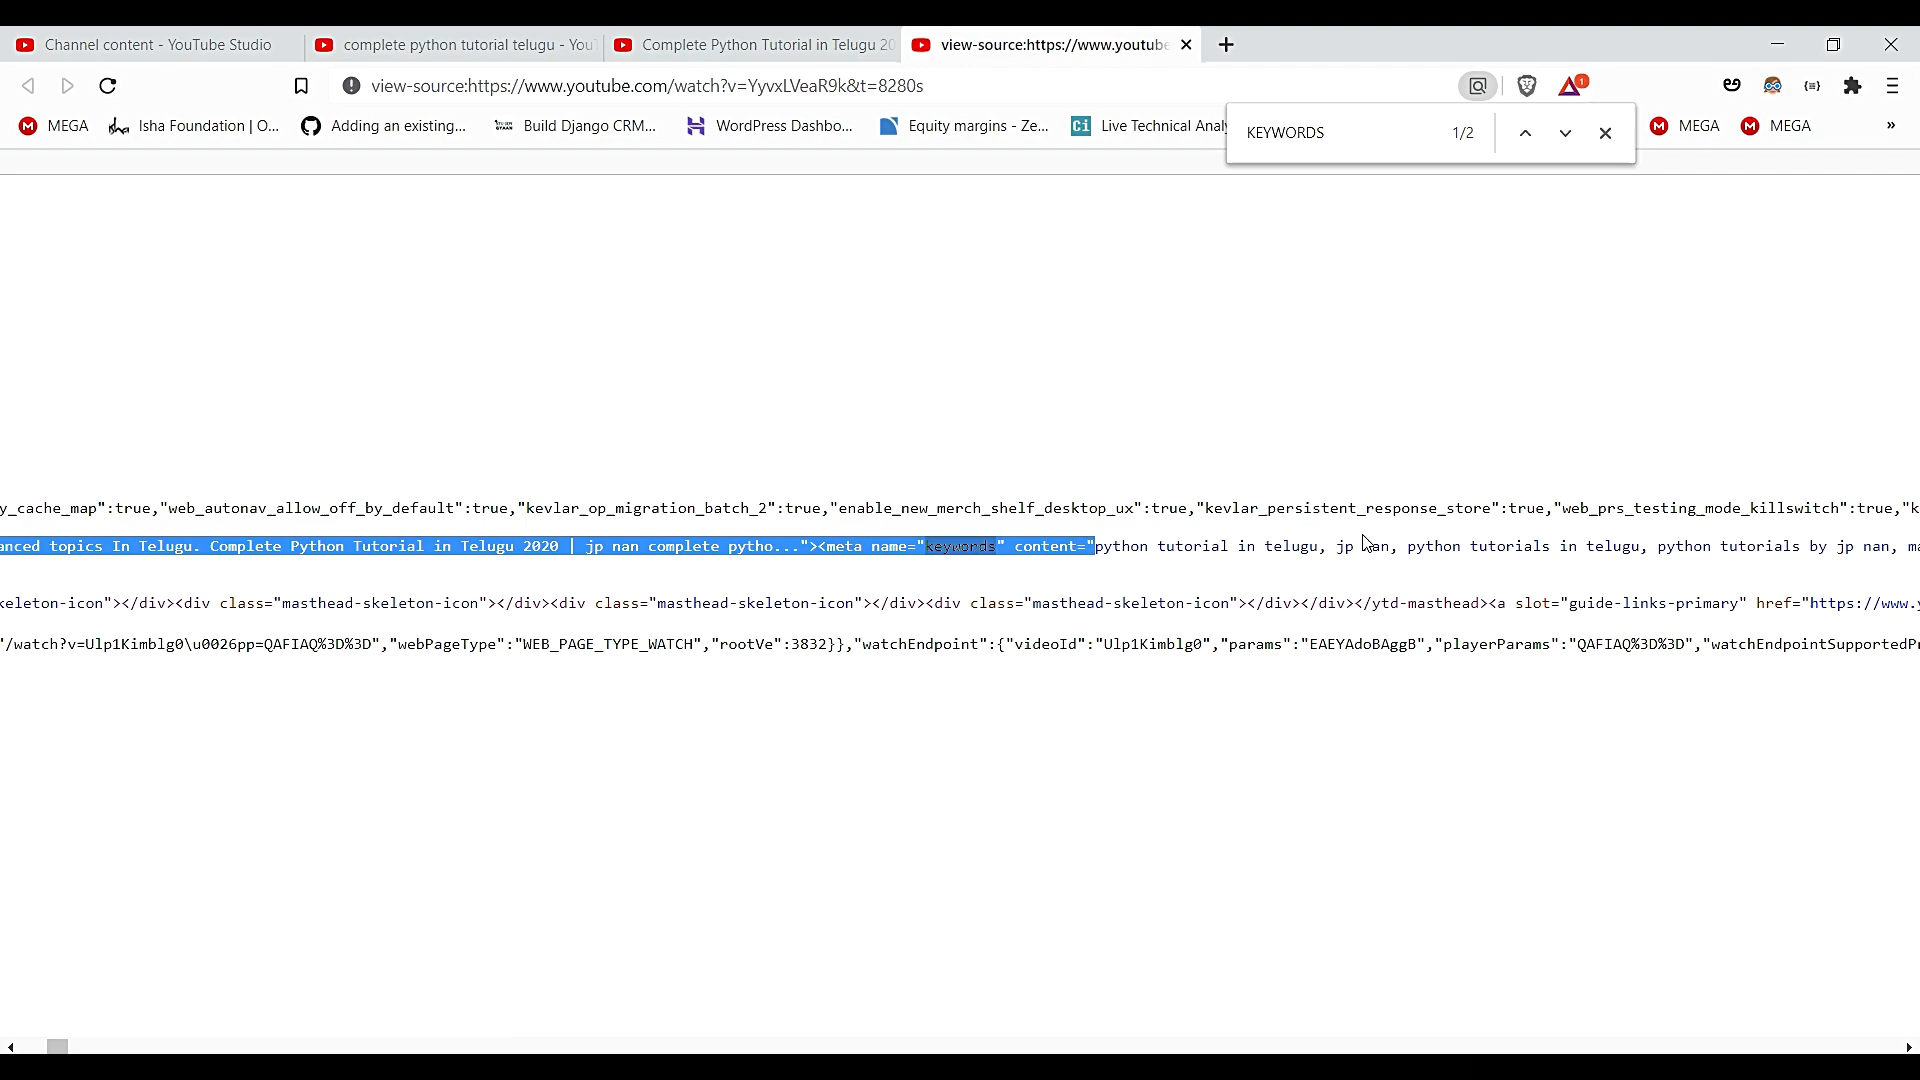 Channel content - YouTube Studio
complete python tutorial telugu - You
Complete Python Tutorial in Telugu 20
view-source:https://www.youtube
view-source:https://www.youtube.com/watch?v=YyvxLVeaR9k&t=8280s
1
MEGA
Isha Foundation | O...
Adding an existing...
Build Django CRM...
WordPress Dashbo...
Equity margins - Ze...
Ci
Live Technical Analy
KEYWORDS
1/2
MEGA
MEGA
»
y_cache_map":true,"web_autonav_allow_off_by_default":true,"kevlar_op_migration_batch_2":true,"enable_new_merch_shelf_desktop_ux":true,"kevlar_persistent_response_store":true,"web_prs_testing_mode_killswitch":true,"k
anced topics In Telugu. Complete Python Tutorial in Telugu 2020 | jp nan complete pytho..."><meta name="keywords" content="python tutorial in telugu, jp nan, python tutorials in telugu, python tutorials by jp nan, ma
keleton-icon"></div><div class="masthead-skeleton-icon"></div><div class="masthead-skeleton-icon"></div><div class="masthead-skeleton-icon"></div></div></ytd-masthead><a slot="guide-links-primary" href="https://www.y
"/watch?v=Ulp1Kimblg0\u0026pp=QAFIAQ%3D%3D","webPageType":"WEB_PAGE_TYPE_WATCH","rootVe":3832}},"watchEndpoint":{"videoId":"Ulp1Kimblg0","params":"EAEYAdoBAggB","playerParams":"QAFIAQ%3D%3D","watchEndpointSupportedPr